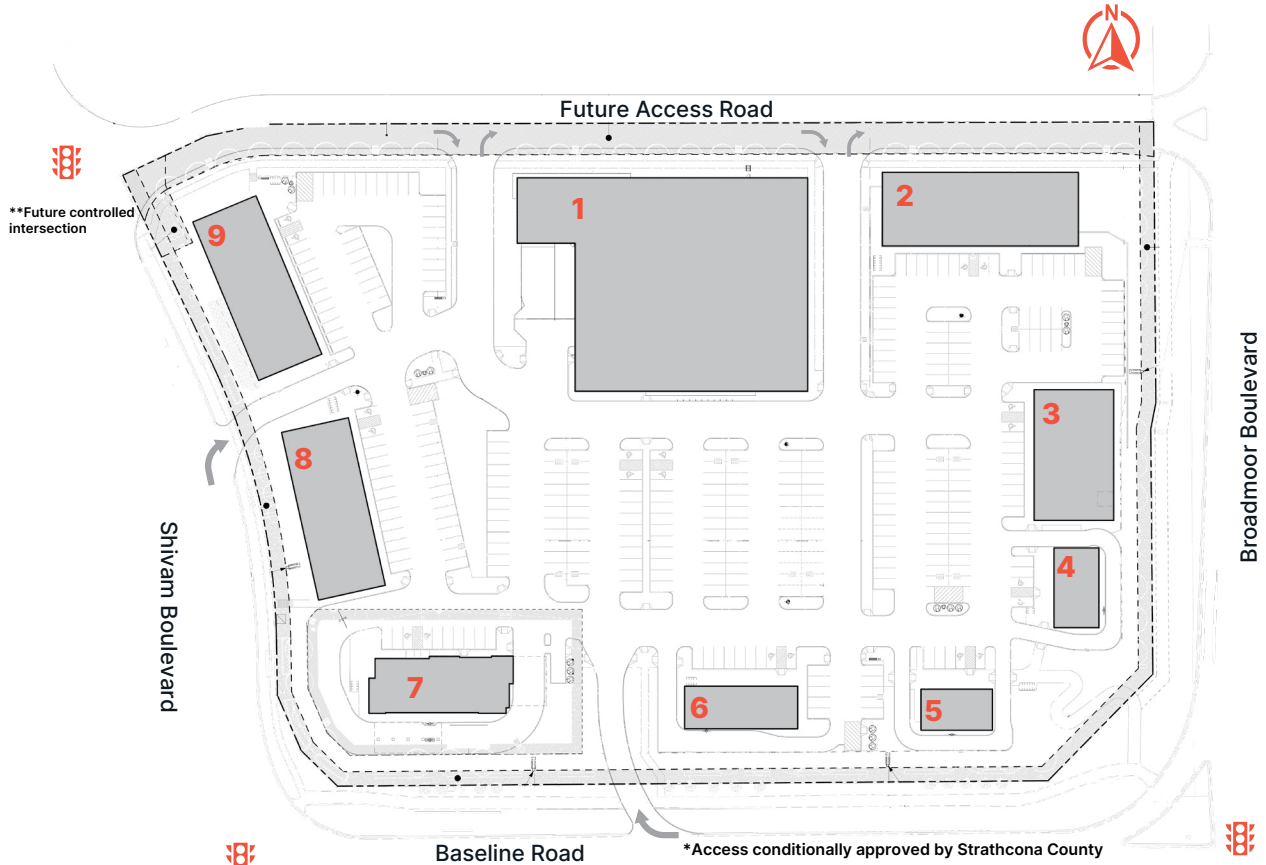 N
Future Access Road
**Future controlled
intersection
1
2
9
3
8
Broadmoor Boulevard
Shivam Boulevard
4
7
6
5
Baseline Road
*Access conditionally approved by Strathcona County